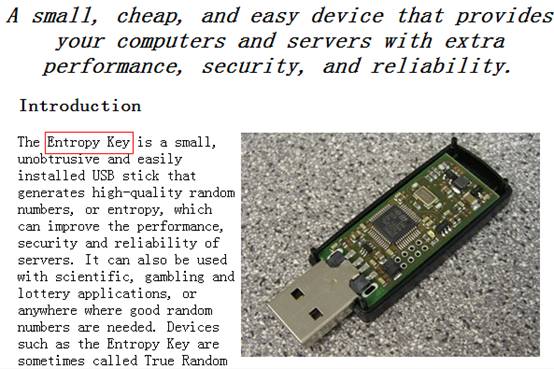 A small, cheap, and easy device that provides
your computers and servers with extra
performance, security, and reliability.
Introduction
The Entropy Key is a small,
unobtrusive and easily
installed USB stick that
generates high-quality random
numbers, or entropy, which
can improve the performance,
security and reliability of
servers. It can also be used
with scientific, gambling and
lottery applications, or
anywhere where good random
numbers are needed. Devices
such as the Entropy Key are
sometimes called True Random